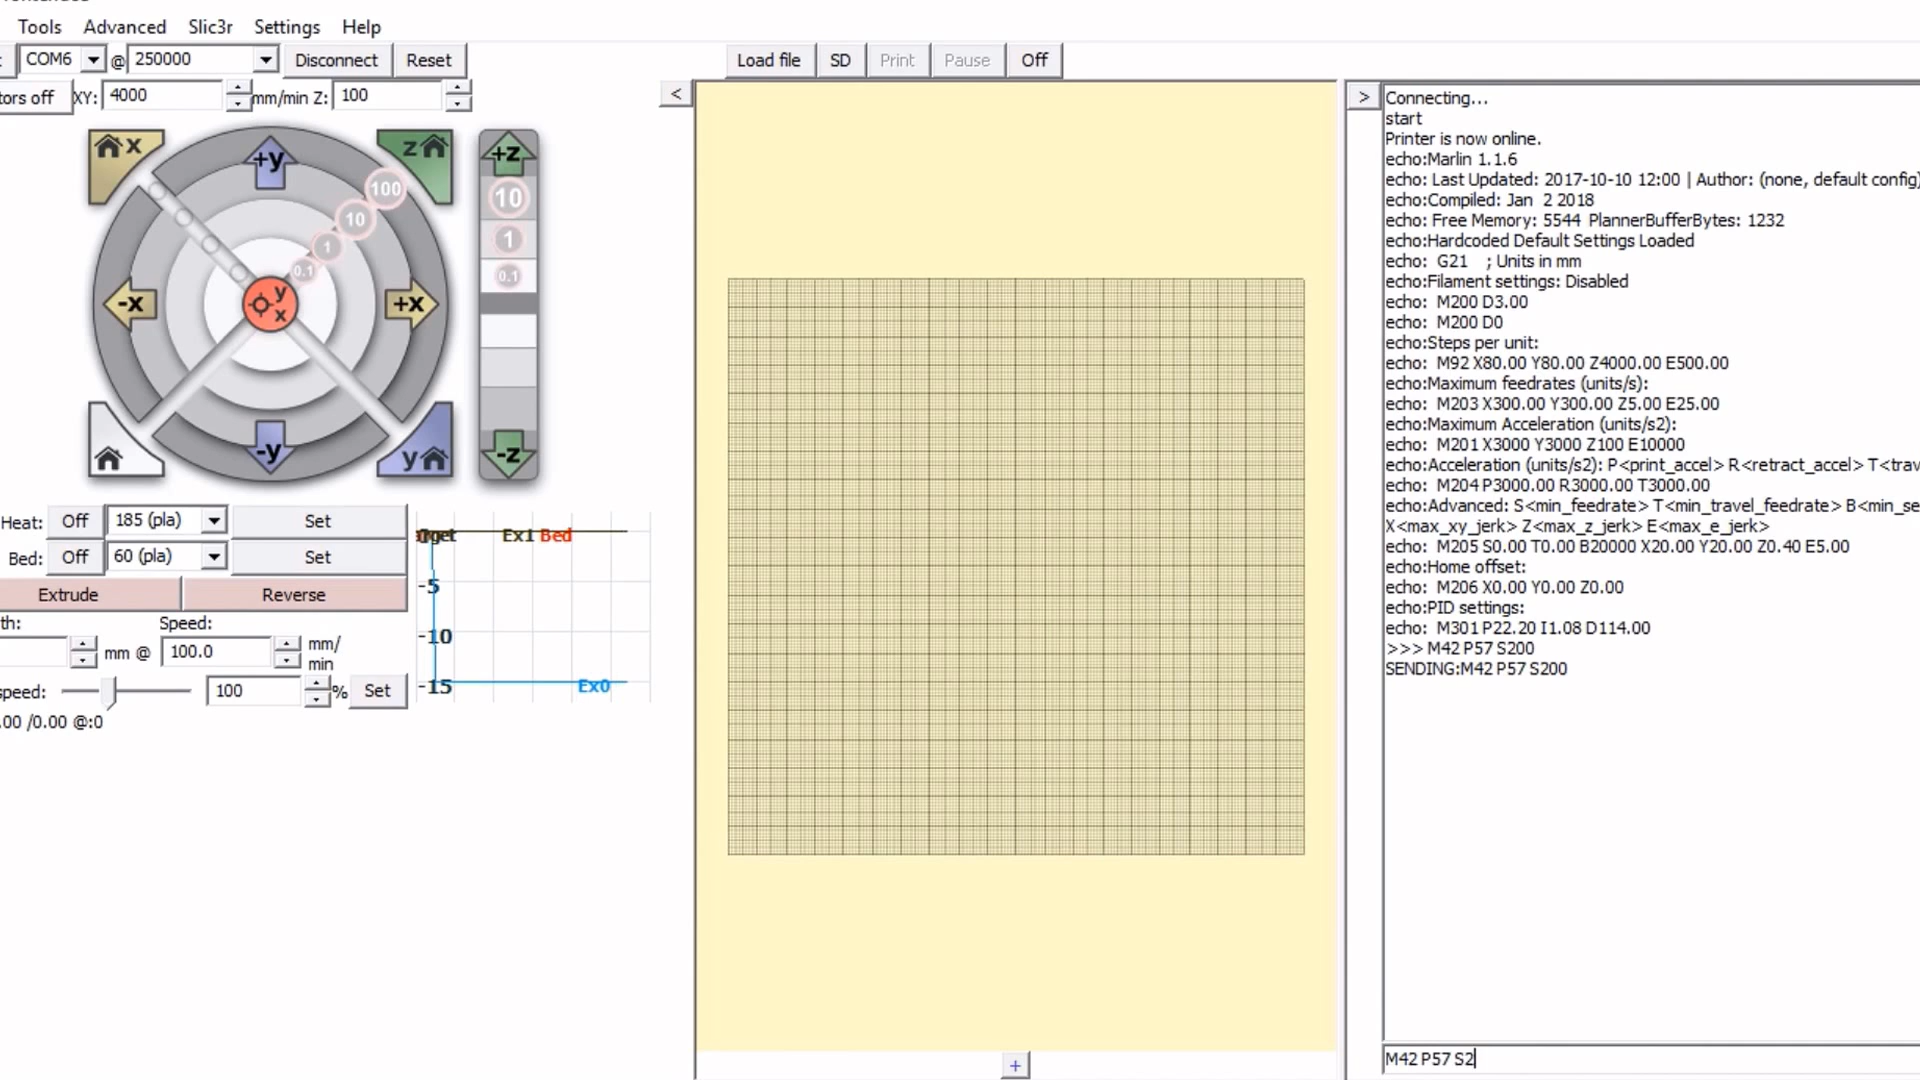 Tools Advanced Slic3r Settings Help
COM6 @ 250000 Disconnect Reset
Load file SD Print Pause Off
tors off XY: 4000 mm/min Z: 100
<
>
x
+y
z
100
10
1
0.1
-x
y
x
+x
-y
y
+z
10
1
0.1
-z
Heat: Off 185 (pla) Set
Bed: Off 60 (pla) Set
Extrude Reverse
th: Speed:
mm @ 100.0 mm/
min
speed: 100 % Set
.00 /0.00 @:0
Ex1 Bed
-5
-10
-15
Ex0
+
Connecting...
start
Printer is now online.
echo:Marlin 1.1.6
echo: Last Updated: 2017-10-10 12:00 | Author: (none, default config)
echo:Compiled: Jan 2 2018
echo: Free Memory: 5544 PlannerBufferBytes: 1232
echo:Hardcoded Default Settings Loaded
echo: G21 ; Units in mm
echo:Filament settings: Disabled
echo: M200 D3.00
echo: M200 D0
echo:Steps per unit:
echo: M92 X80.00 Y80.00 Z4000.00 E500.00
echo:Maximum feedrates (units/s):
echo: M203 X300.00 Y300.00 Z5.00 E25.00
echo:Maximum Acceleration (units/s2):
echo: M201 X3000 Y3000 Z100 E10000
echo:Acceleration (units/s2): P<print_accel> R<retract_accel> T<trav
echo: M204 P3000.00 R3000.00 T3000.00
echo:Advanced: S<min_feedrate> T<min_travel_feedrate> B<min_se
X<max_xy_jerk> Z<max_z_jerk> E<max_e_jerk>
echo: M205 S0.00 T0.00 B20000 X20.00 Y20.00 Z0.40 E5.00
echo:Home offset:
echo: M206 X0.00 Y0.00 Z0.00
echo:PID settings:
echo: M301 P22.20 I1.08 D114.00
>>> M42 P57 S200
SENDING:M42 P57 S200
M42 P57 S2